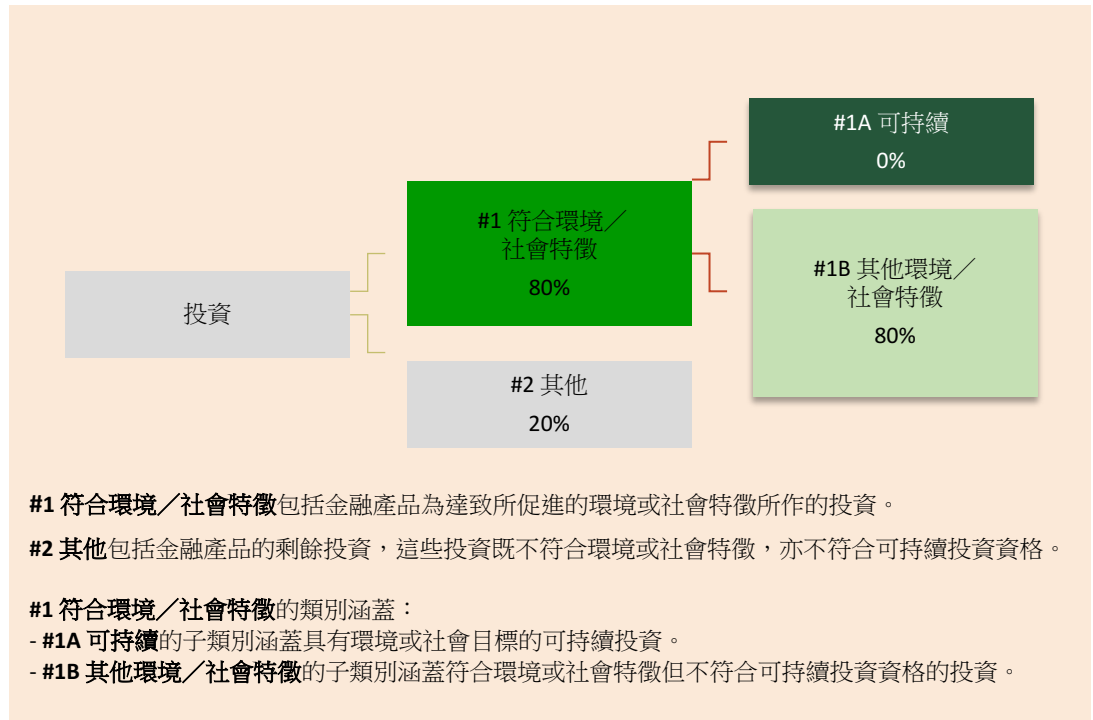 #1A 可持續
0%
#1 符合環境／
社會特徵
80%
#1B 其他環境／
社會特徵
80%
投資
#2 其他
20%
#1 符合環境／社會特徵包括金融產品為達致所促進的環境或社會特徵所作的投資。
#2 其他包括金融產品的剩餘投資，這些投資既不符合環境或社會特徵，亦不符合可持續投資資格。
#1 符合環境／社會特徵的類別涵蓋：
- #1A 可持續的子類別涵蓋具有環境或社會目標的可持續投資。
- #1B 其他環境／社會特徵的子類別涵蓋符合環境或社會特徵但不符合可持續投資資格的投資。